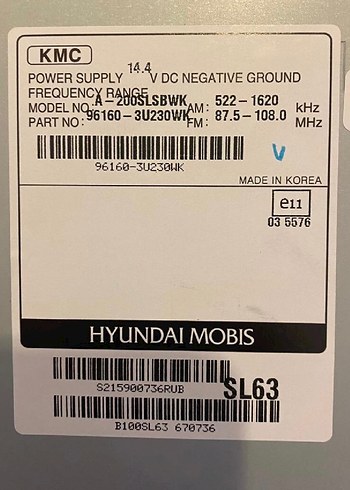 KMC
POWER SUPPLY 14.4 V DC NEGATIVE GROUND
FREQUENCY RANGE
MODEL NO: A-200SLSBWK AM: 522-1620 kHz
PART NO: 96160-3U230WK FM: 87.5-108.0 MHz
96160-3U230WK
V
MADE IN KOREA
e11
03 5576
HYUNDAI MOBIS
S215900736RUB
SL63
B100SL63 670736